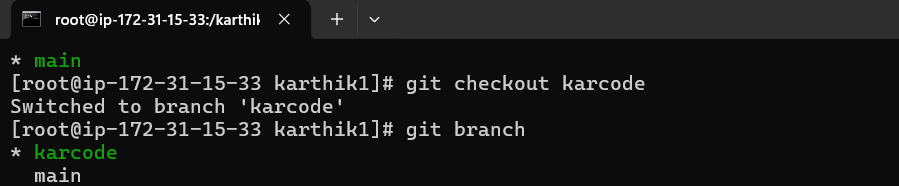 root@ip-172-31-15-33:/karthik
* main
[root@ip-172-31-15-33 karthik1]# git checkout karcode
Switched to branch 'karcode'
[root@ip-172-31-15-33 karthik1]# git branch
* karcode
  main